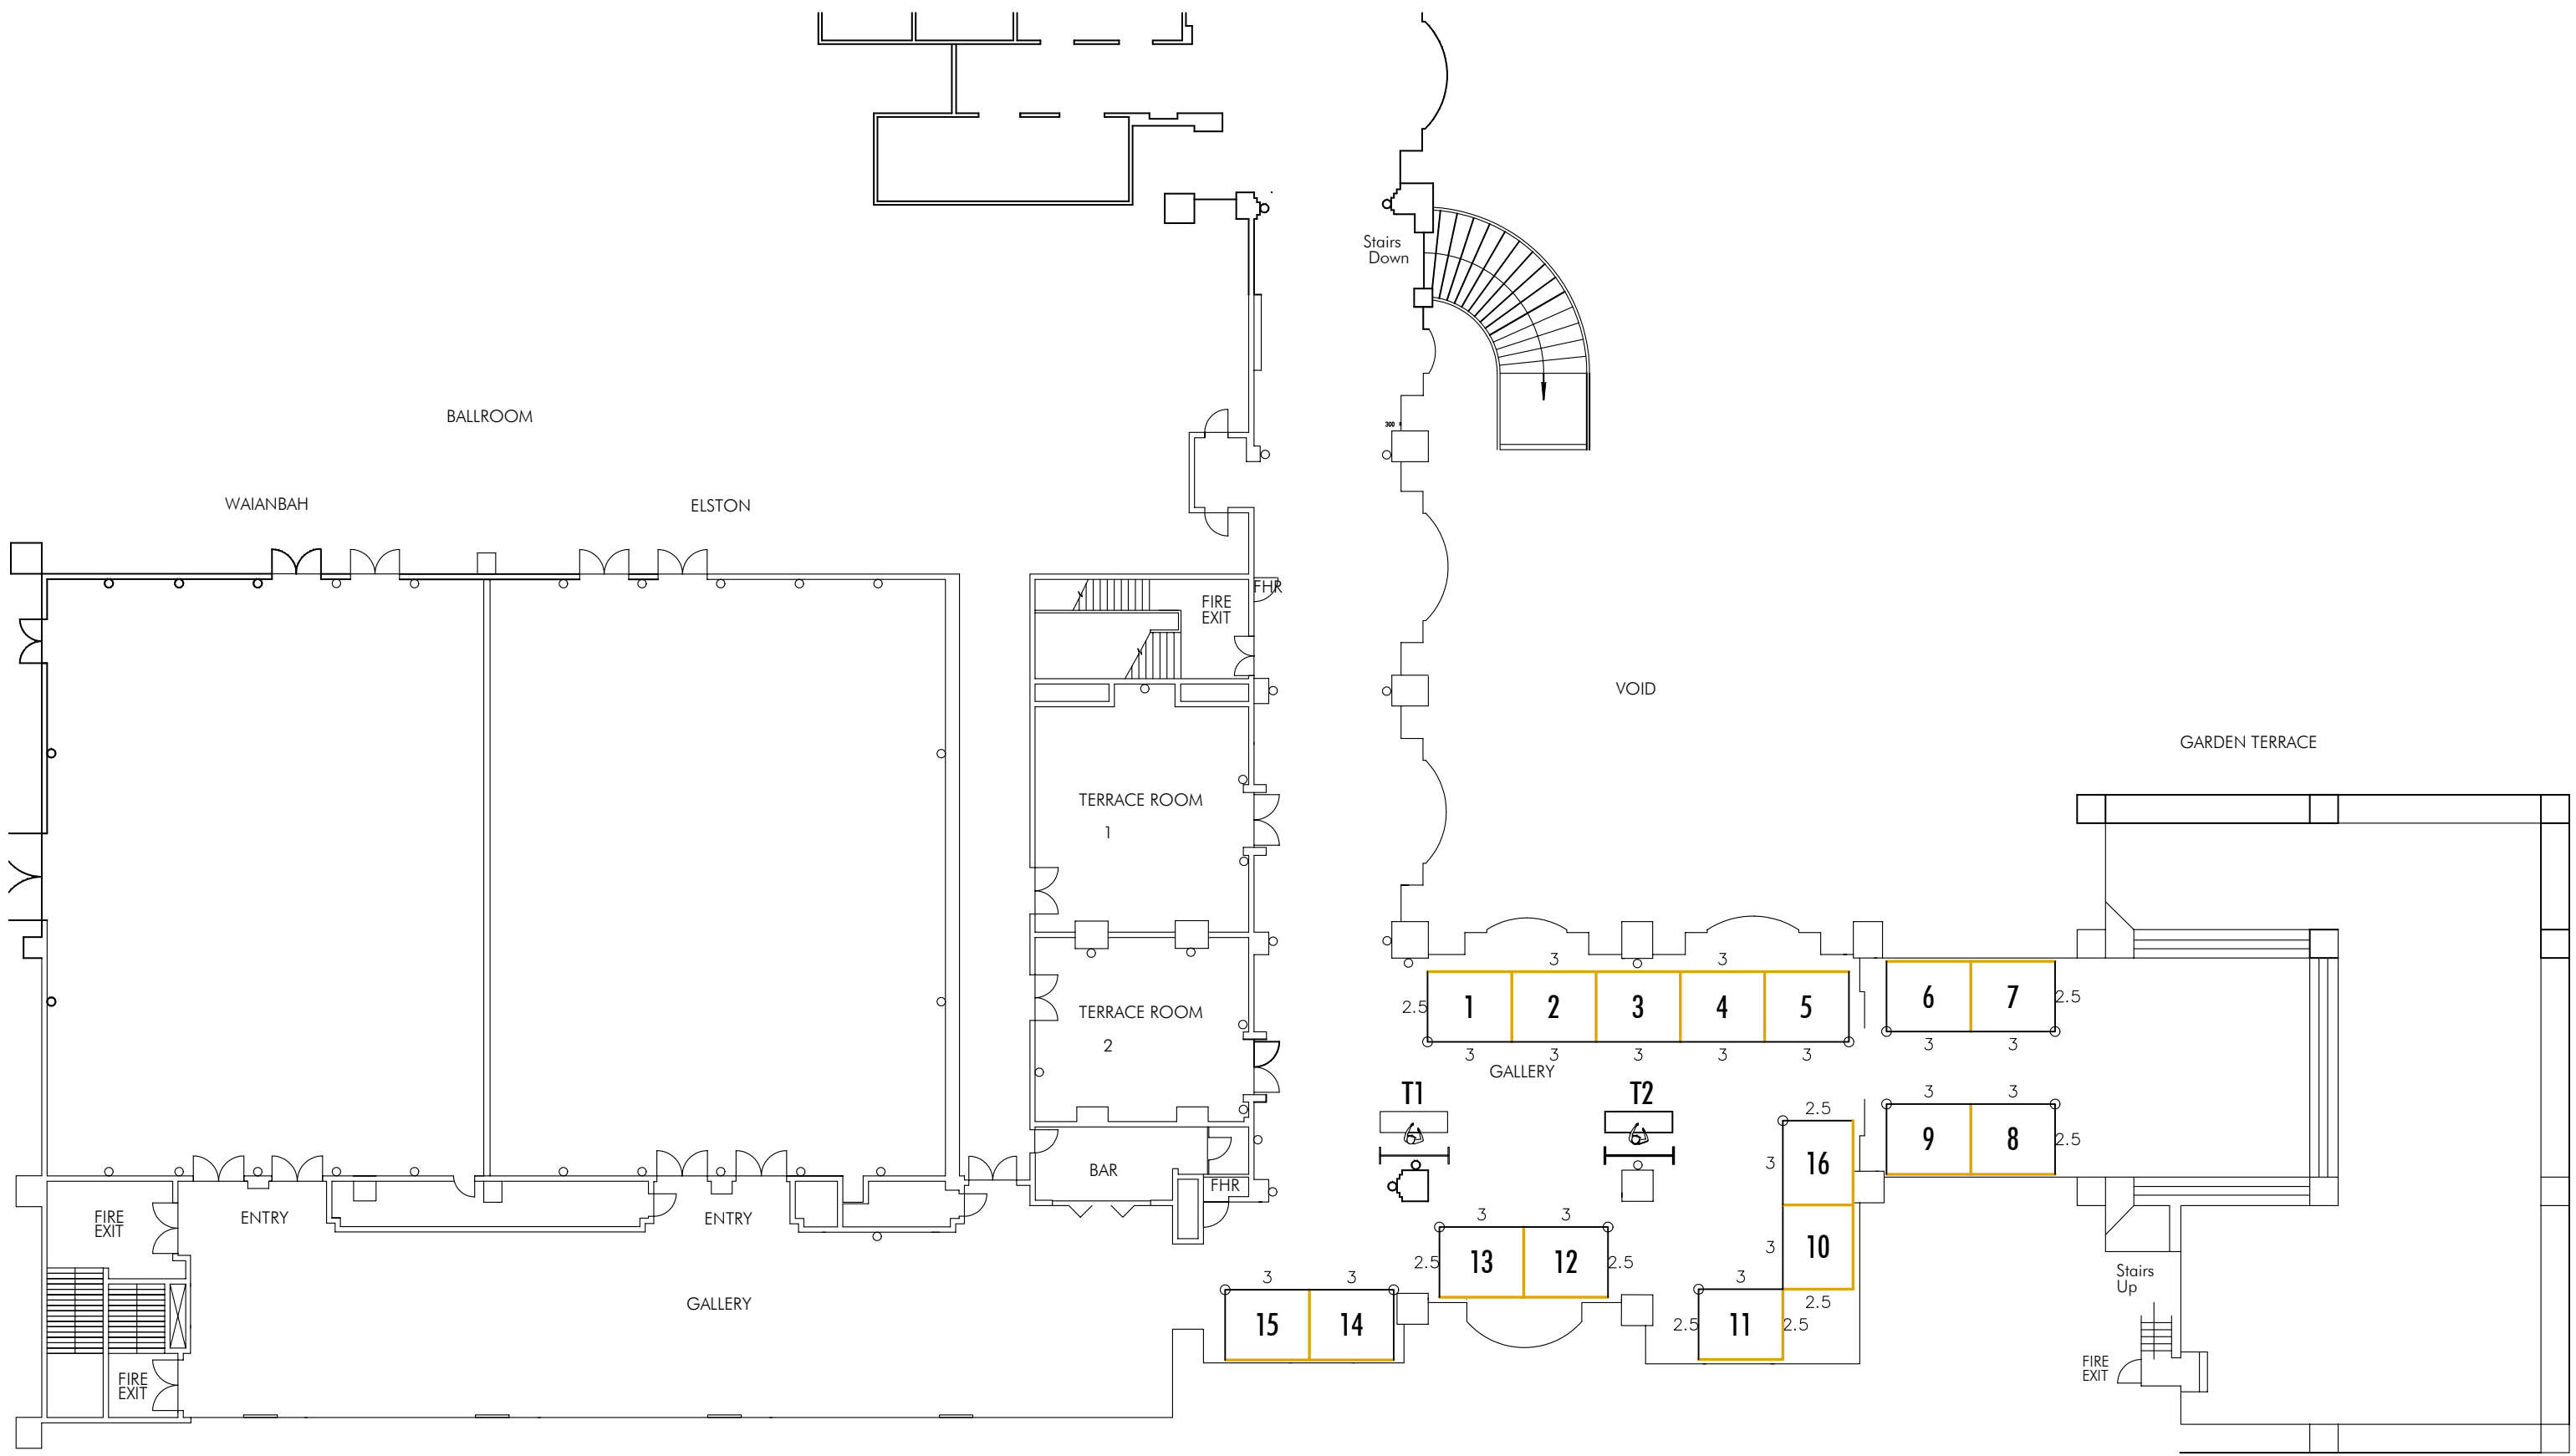 Stairs
Down
BALLROOM
300
WAIANBAH
ELSTON
FHR
FIRE
EXIT
VOID
GARDEN TERRACE
TERRACE ROOM
1
TERRACE ROOM
2
3 3
2.5 1 2 3 4 5 6 7 2.5
3 3 3 3 3 3 3
GALLERY
T1 T2
3 3
2.5
9 8 2.5
3 16
BAR
FHR
FIRE
EXIT
ENTRY
ENTRY
3 3
3 10
2.5 13 12 2.5
3 3 3
2.5
Stairs
Up
GALLERY
15 14
2.5 11 2.5
FIRE
EXIT
FIRE
EXIT